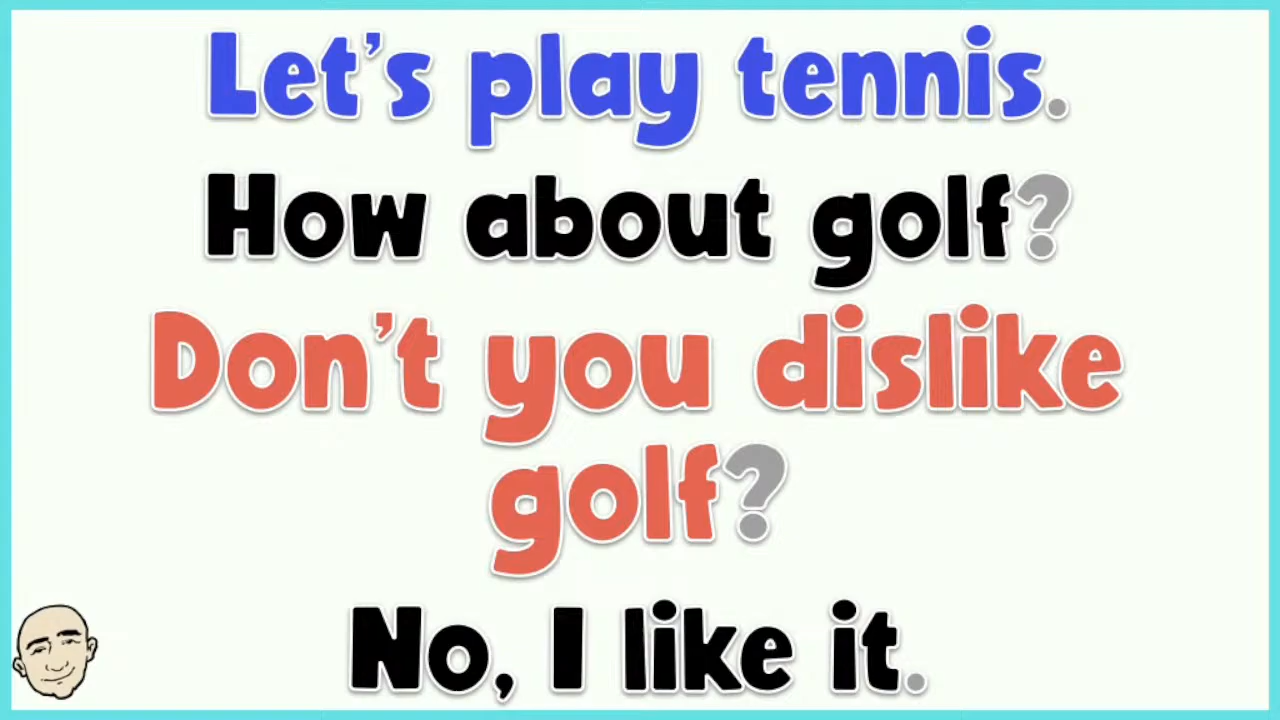 Let's play tennis.
How about golf?
Don't you dislike
golf?
No, I like it.